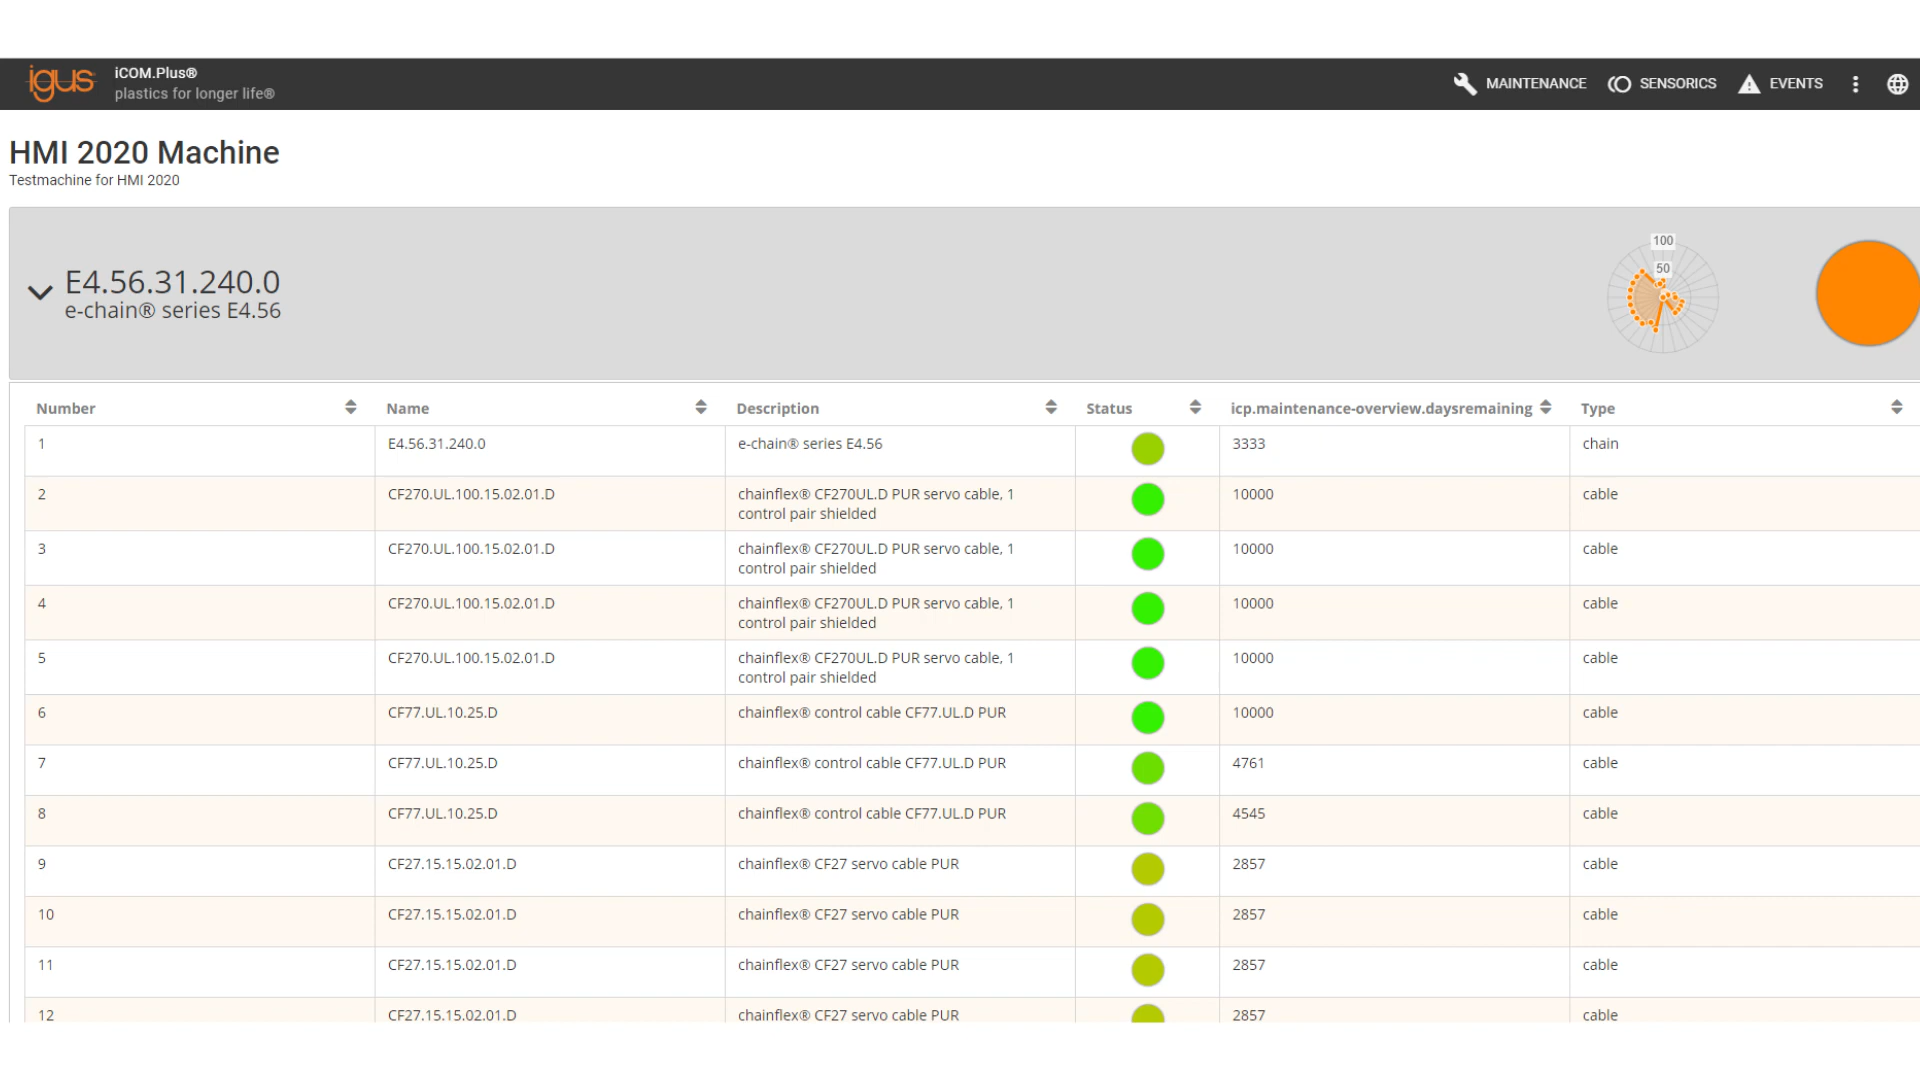 igus iCOM.Plus®
plastics for longer life®
MAINTENANCE SENSORICS EVENTS
HMI 2020 Machine
Testmachine for HMI 2020
E4.56.31.240.0
e-chain® series E4.56
100
50
Number Name Description Status icp.maintenance-overview.daysremaining Type
1 E4.56.31.240.0 e-chain® series E4.56 3333 chain
2 CF270.UL.100.15.02.01.D chainflex® CF270UL.D PUR servo cable, 1 10000 cable
control pair shielded
3 CF270.UL.100.15.02.01.D chainflex® CF270UL.D PUR servo cable, 1 10000 cable
control pair shielded
4 CF270.UL.100.15.02.01.D chainflex® CF270UL.D PUR servo cable, 1 10000 cable
control pair shielded
5 CF270.UL.100.15.02.01.D chainflex® CF270UL.D PUR servo cable, 1 10000 cable
control pair shielded
6 CF77.UL.10.25.D chainflex® control cable CF77.UL.D PUR 10000 cable
7 CF77.UL.10.25.D chainflex® control cable CF77.UL.D PUR 4761 cable
8 CF77.UL.10.25.D chainflex® control cable CF77.UL.D PUR 4545 cable
9 CF27.15.15.02.01.D chainflex® CF27 servo cable PUR 2857 cable
10 CF27.15.15.02.01.D chainflex® CF27 servo cable PUR 2857 cable
11 CF27.15.15.02.01.D chainflex® CF27 servo cable PUR 2857 cable
12 CF27.15.15.02.01.D chainflex® CF27 servo cable PUR 2857 cable